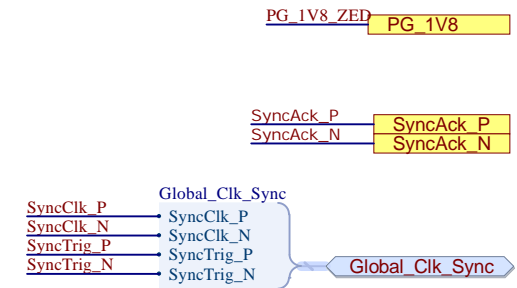 PG_1V8_ZED PG_1V8
SyncAck_P SyncAck_P
SyncAck_N SyncAck_N
Global_Clk_Sync
SyncClk_P SyncClk_P
SyncClk_N SyncClk_N
SyncTrig_P SyncTrig_P
SyncTrig_N SyncTrig_N
Global_Clk_Sync